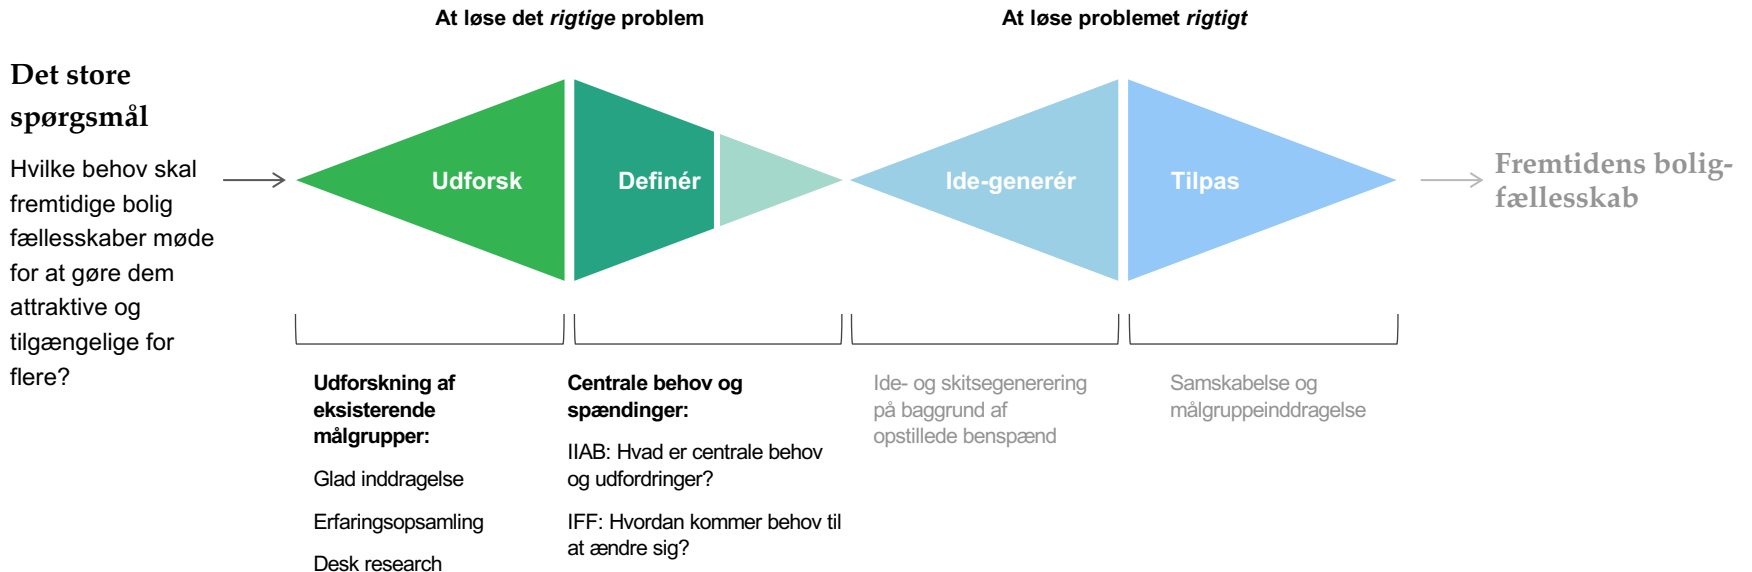 At løse det rigtige problem
At løse problemet rigtigt
Det store
spørgsmål
Hvilke behov skal
fremtidige bolig
fællesskaber møde
for at gøre dem
attraktive og
tilgængelige for
flere?
Udforsk
Definér
Ide-generér
Tilpas
Fremtidens bolig-
fællesskab
Udforskning af
eksisterende
målgrupper:
Glad inddragelse
Erfaringsopsamling
Desk research
Centrale behov og
spændinger:
IIAB: Hvad er centrale behov
og udfordringer?
IFF: Hvordan kommer behov til
at ændre sig?
Ide- og skitsegenerering
på baggrund af
opstillede benspænd
Samskabelse og
målgruppeinddragelse